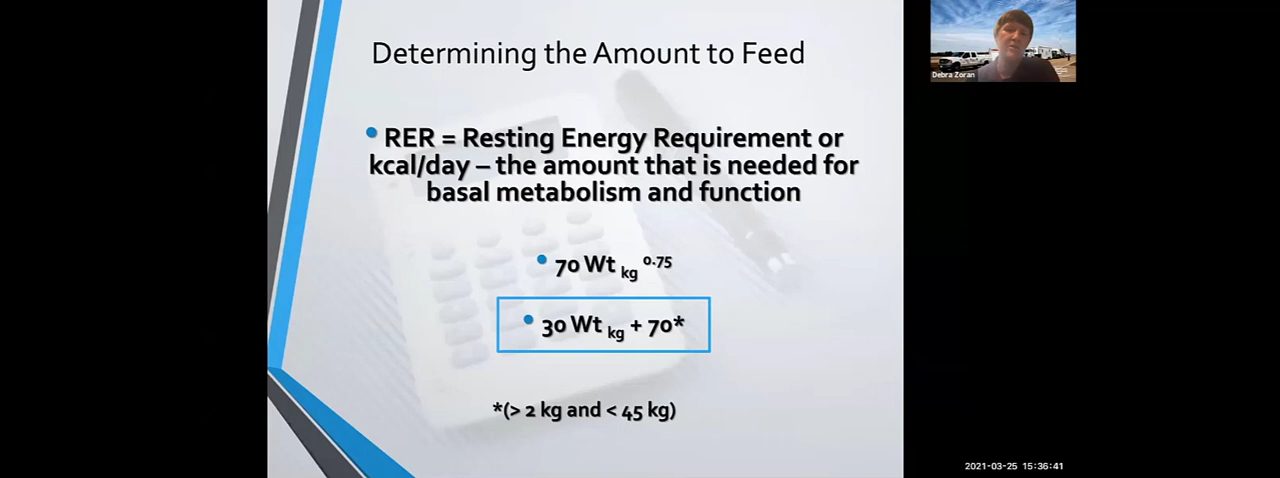 Determining the Amount to Feed
• RER = Resting Energy Requirement or
kcal/day – the amount that is needed for
basal metabolism and function
• 70 Wt kg 0.75
• 30 Wt kg + 70*
*(> 2 kg and < 45 kg)
Debra Zoran
2021-03-25 15:36:41